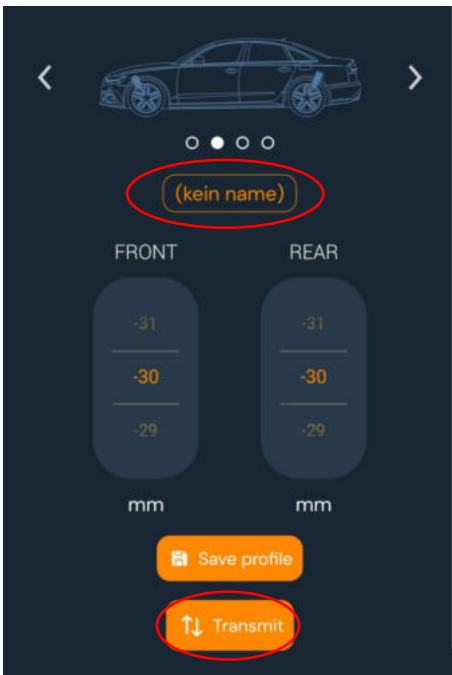 (kein name)
FRONT REAR
-31 -31
-30 -30
-29 -29
mm mm
Save profile
Transmit